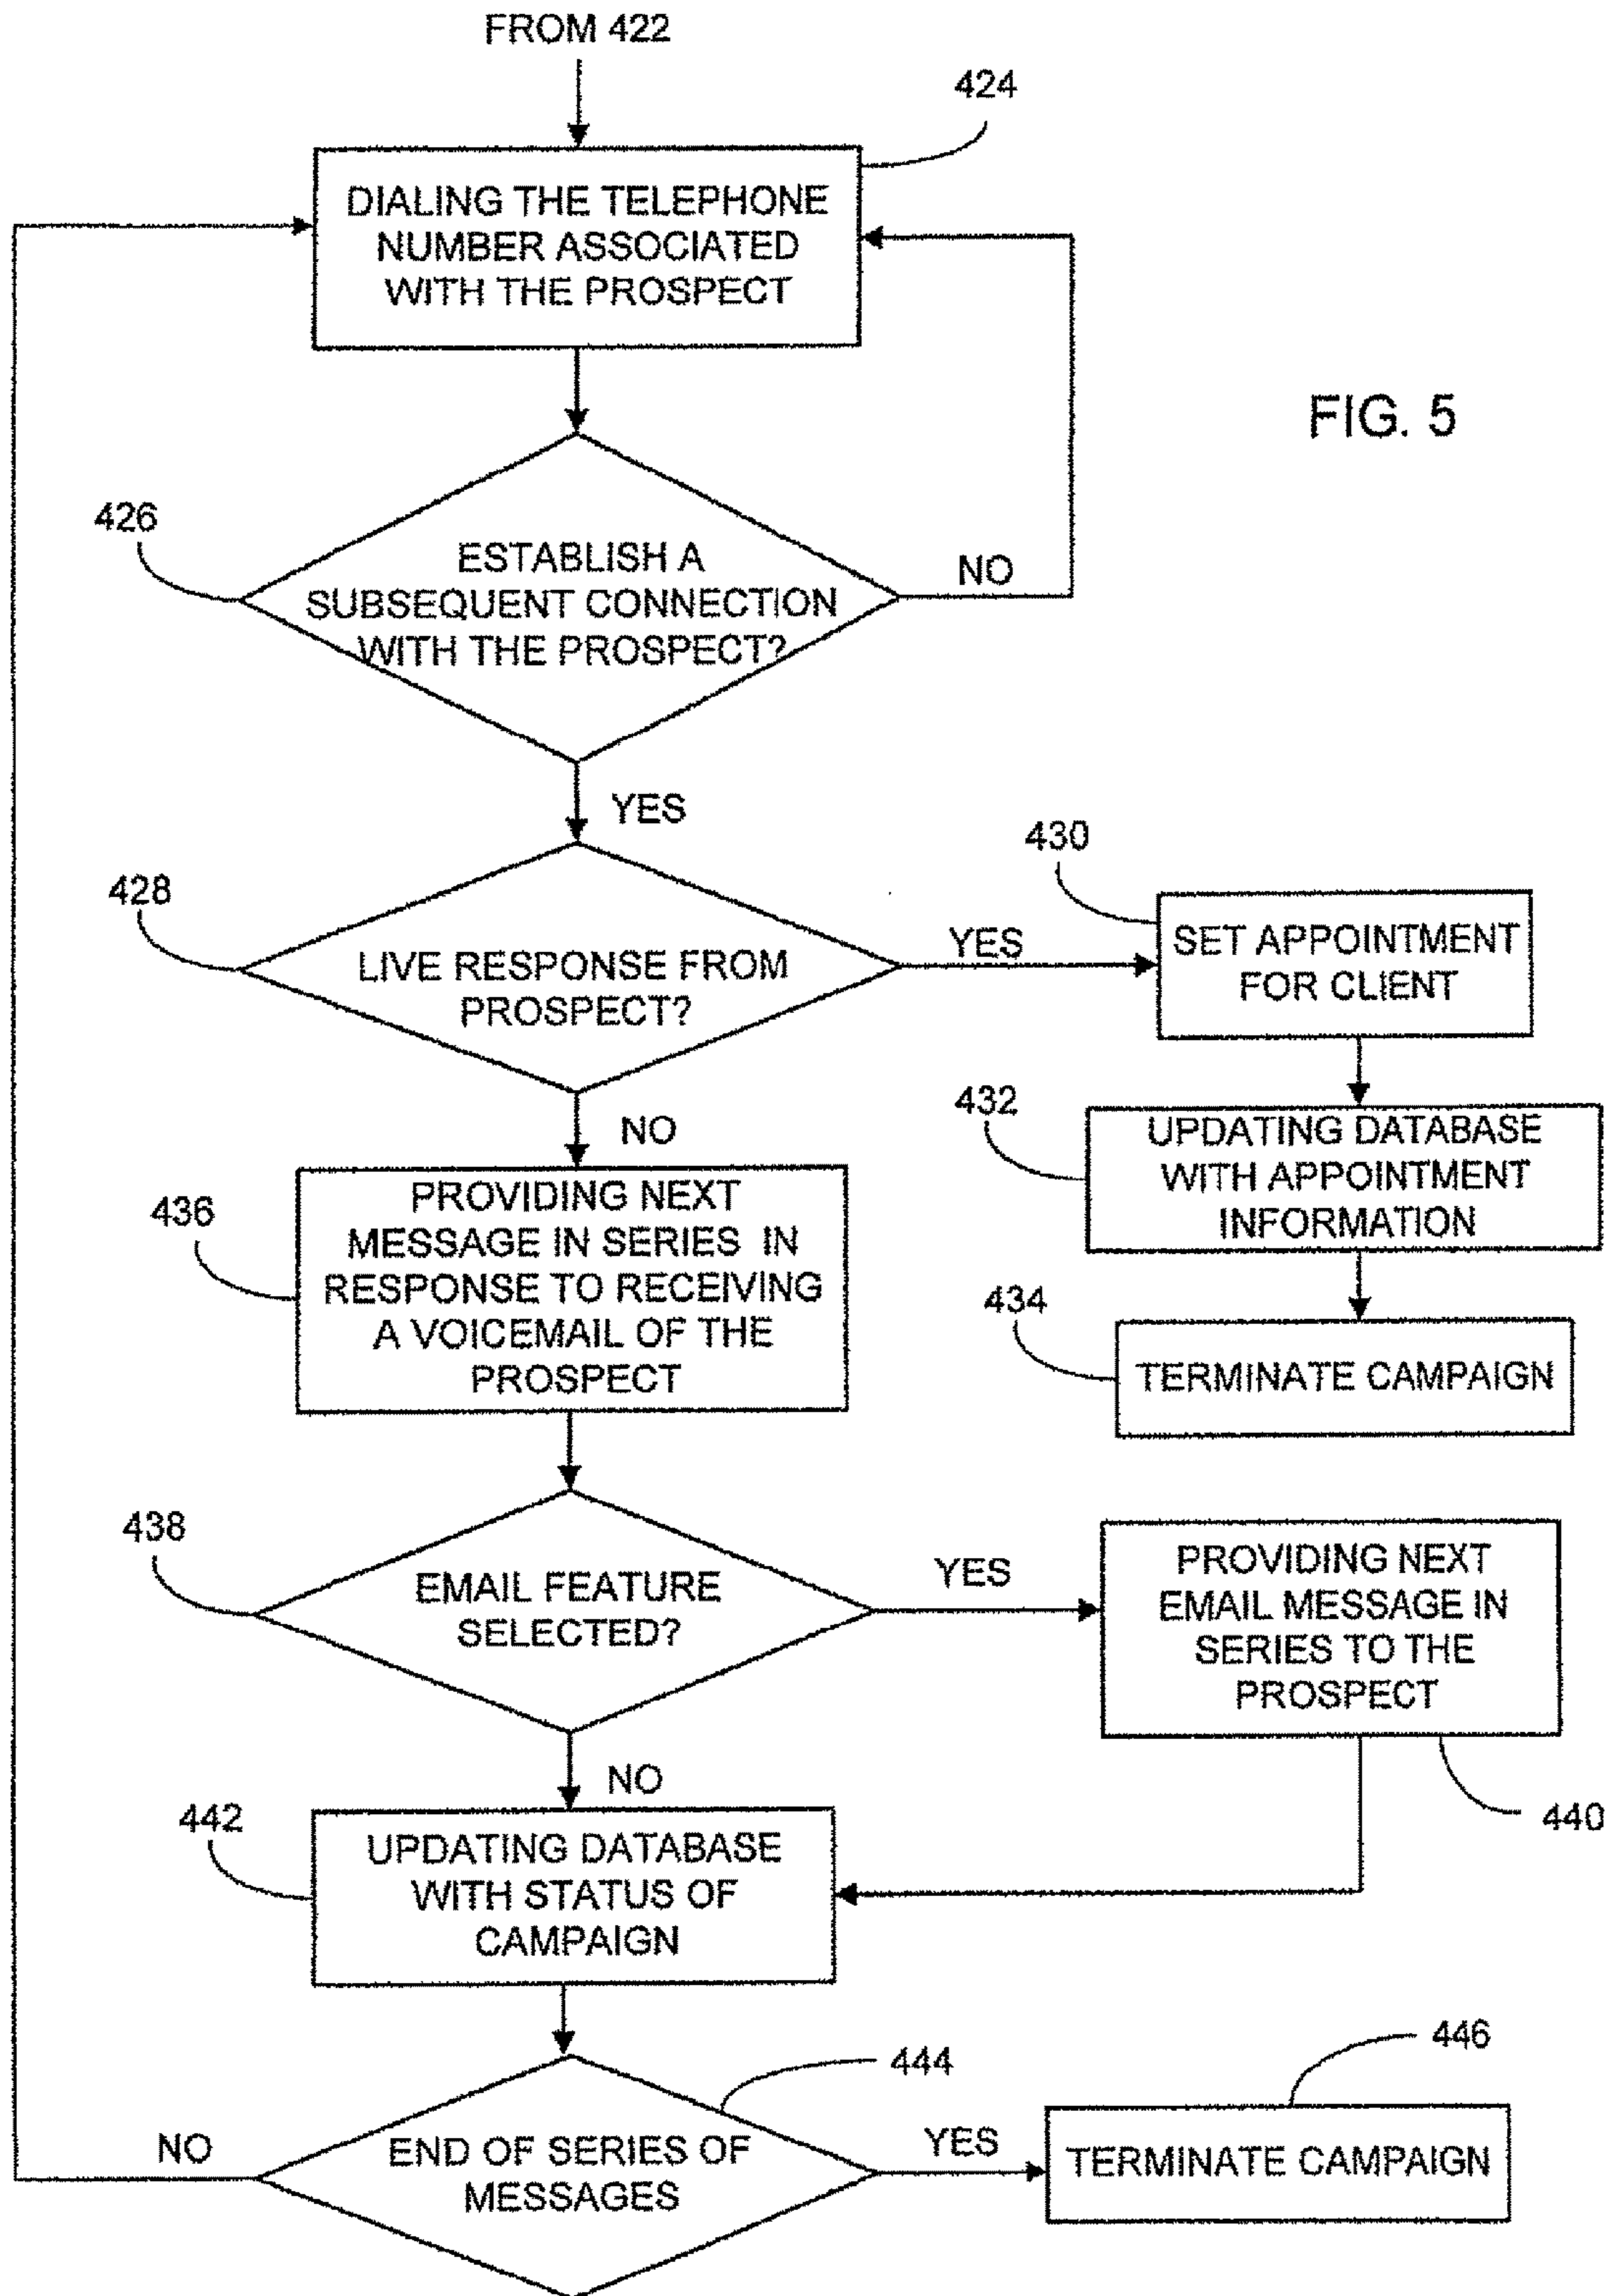 FROM 422
424
DIALING THE TELEPHONE
NUMBER ASSOCIATED
WITH THE PROSPECT
FIG. 5
426
ESTABLISH A
SUBSEQUENT CONNECTION
WITH THE PROSPECT?
NO
YES
428
LIVE RESPONSE FROM
PROSPECT?
YES
430
SET APPOINTMENT
FOR CLIENT
432
UPDATING DATABASE
WITH APPOINTMENT
INFORMATION
434
TERMINATE CAMPAIGN
NO
436
PROVIDING NEXT
MESSAGE IN SERIES IN
RESPONSE TO RECEIVING
A VOICEMAIL OF THE
PROSPECT
438
EMAIL FEATURE
SELECTED?
YES
PROVIDING NEXT
EMAIL MESSAGE IN
SERIES TO THE
PROSPECT
440
NO
442
UPDATING DATABASE
WITH STATUS OF
CAMPAIGN
444
END OF SERIES OF
MESSAGES
NO
YES
446
TERMINATE CAMPAIGN